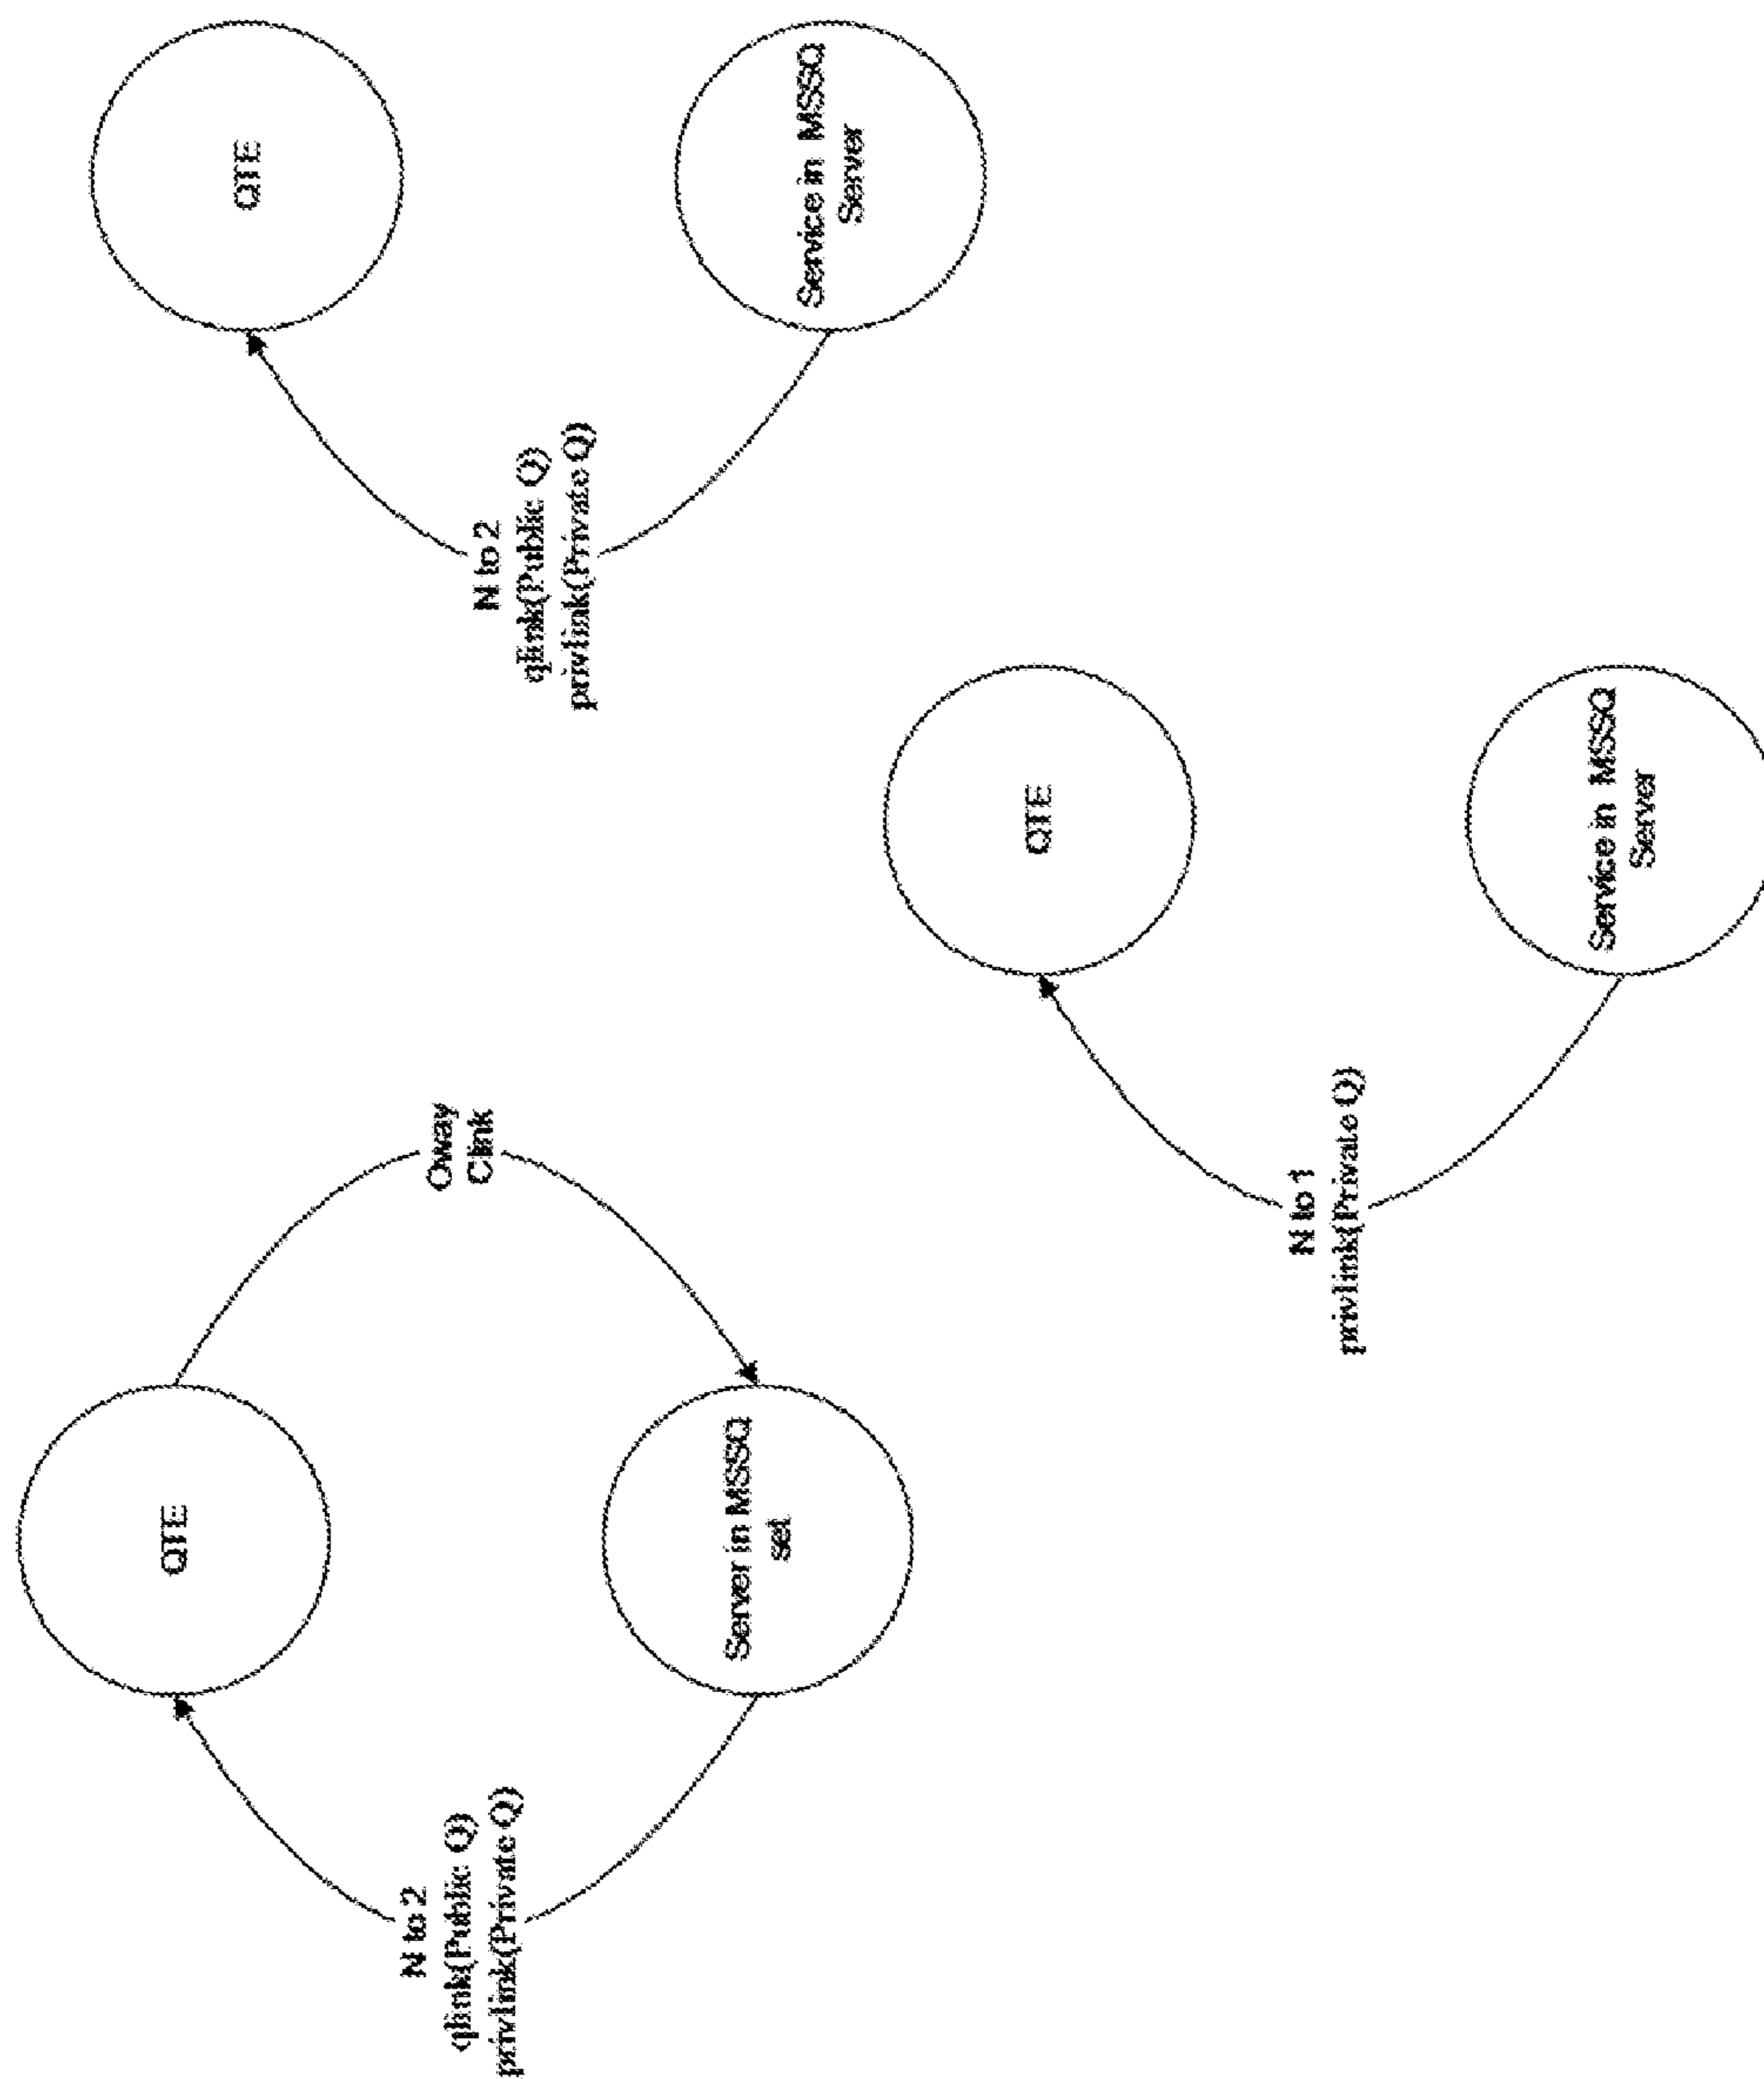 QTE
Server in MSSQ
set
N to 2
qlink(Public Q)
privlink(Private Q)
Oway
Clink
QTE
Service in MSSQ
Server
N to 1
privlink(Private Q)
QTE
Service in MSSQ
Server
N to 2
qlink(Public Q)
privlink(Private Q)